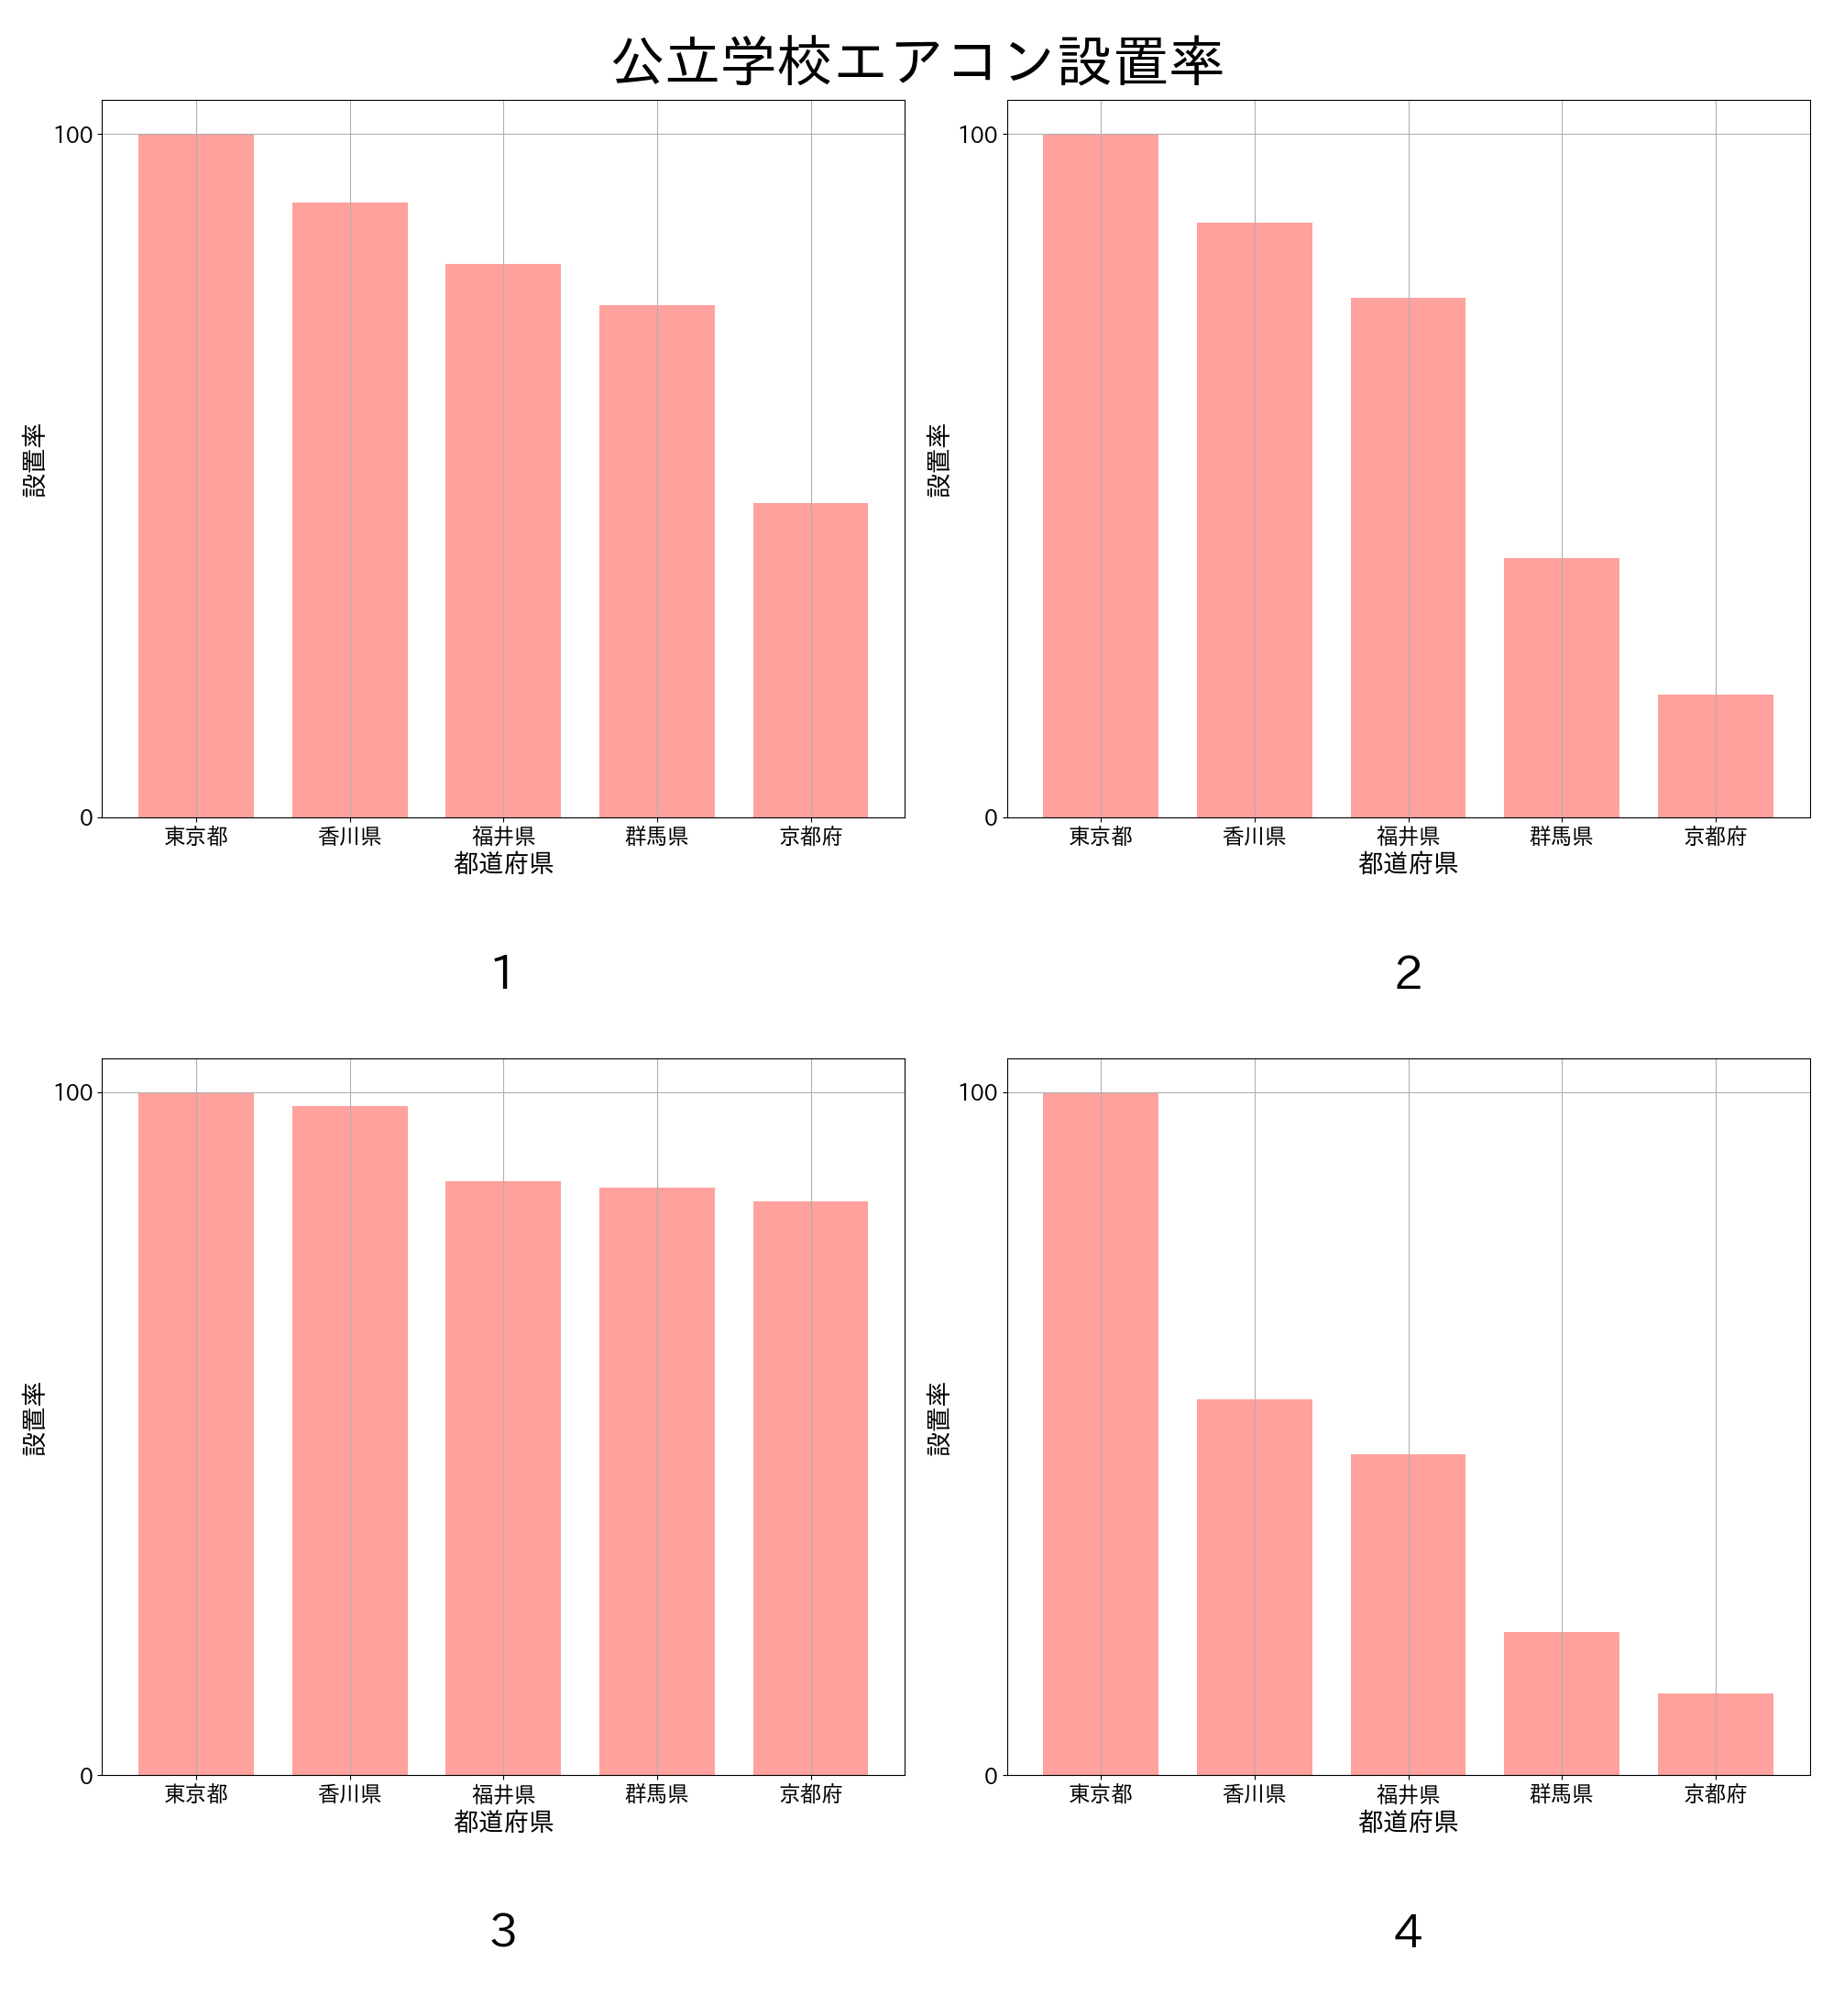 公立学校エアコン設置率
100
0
設置率
東京都 香川県 福井県 群馬県 京都府
都道府県
1
100
0
設置率
東京都 香川県 福井県 群馬県 京都府
都道府県
2
100
0
設置率
東京都 香川県 福井県 群馬県 京都府
都道府県
3
100
0
設置率
東京都 香川県 福井県 群馬県 京都府
都道府県
4